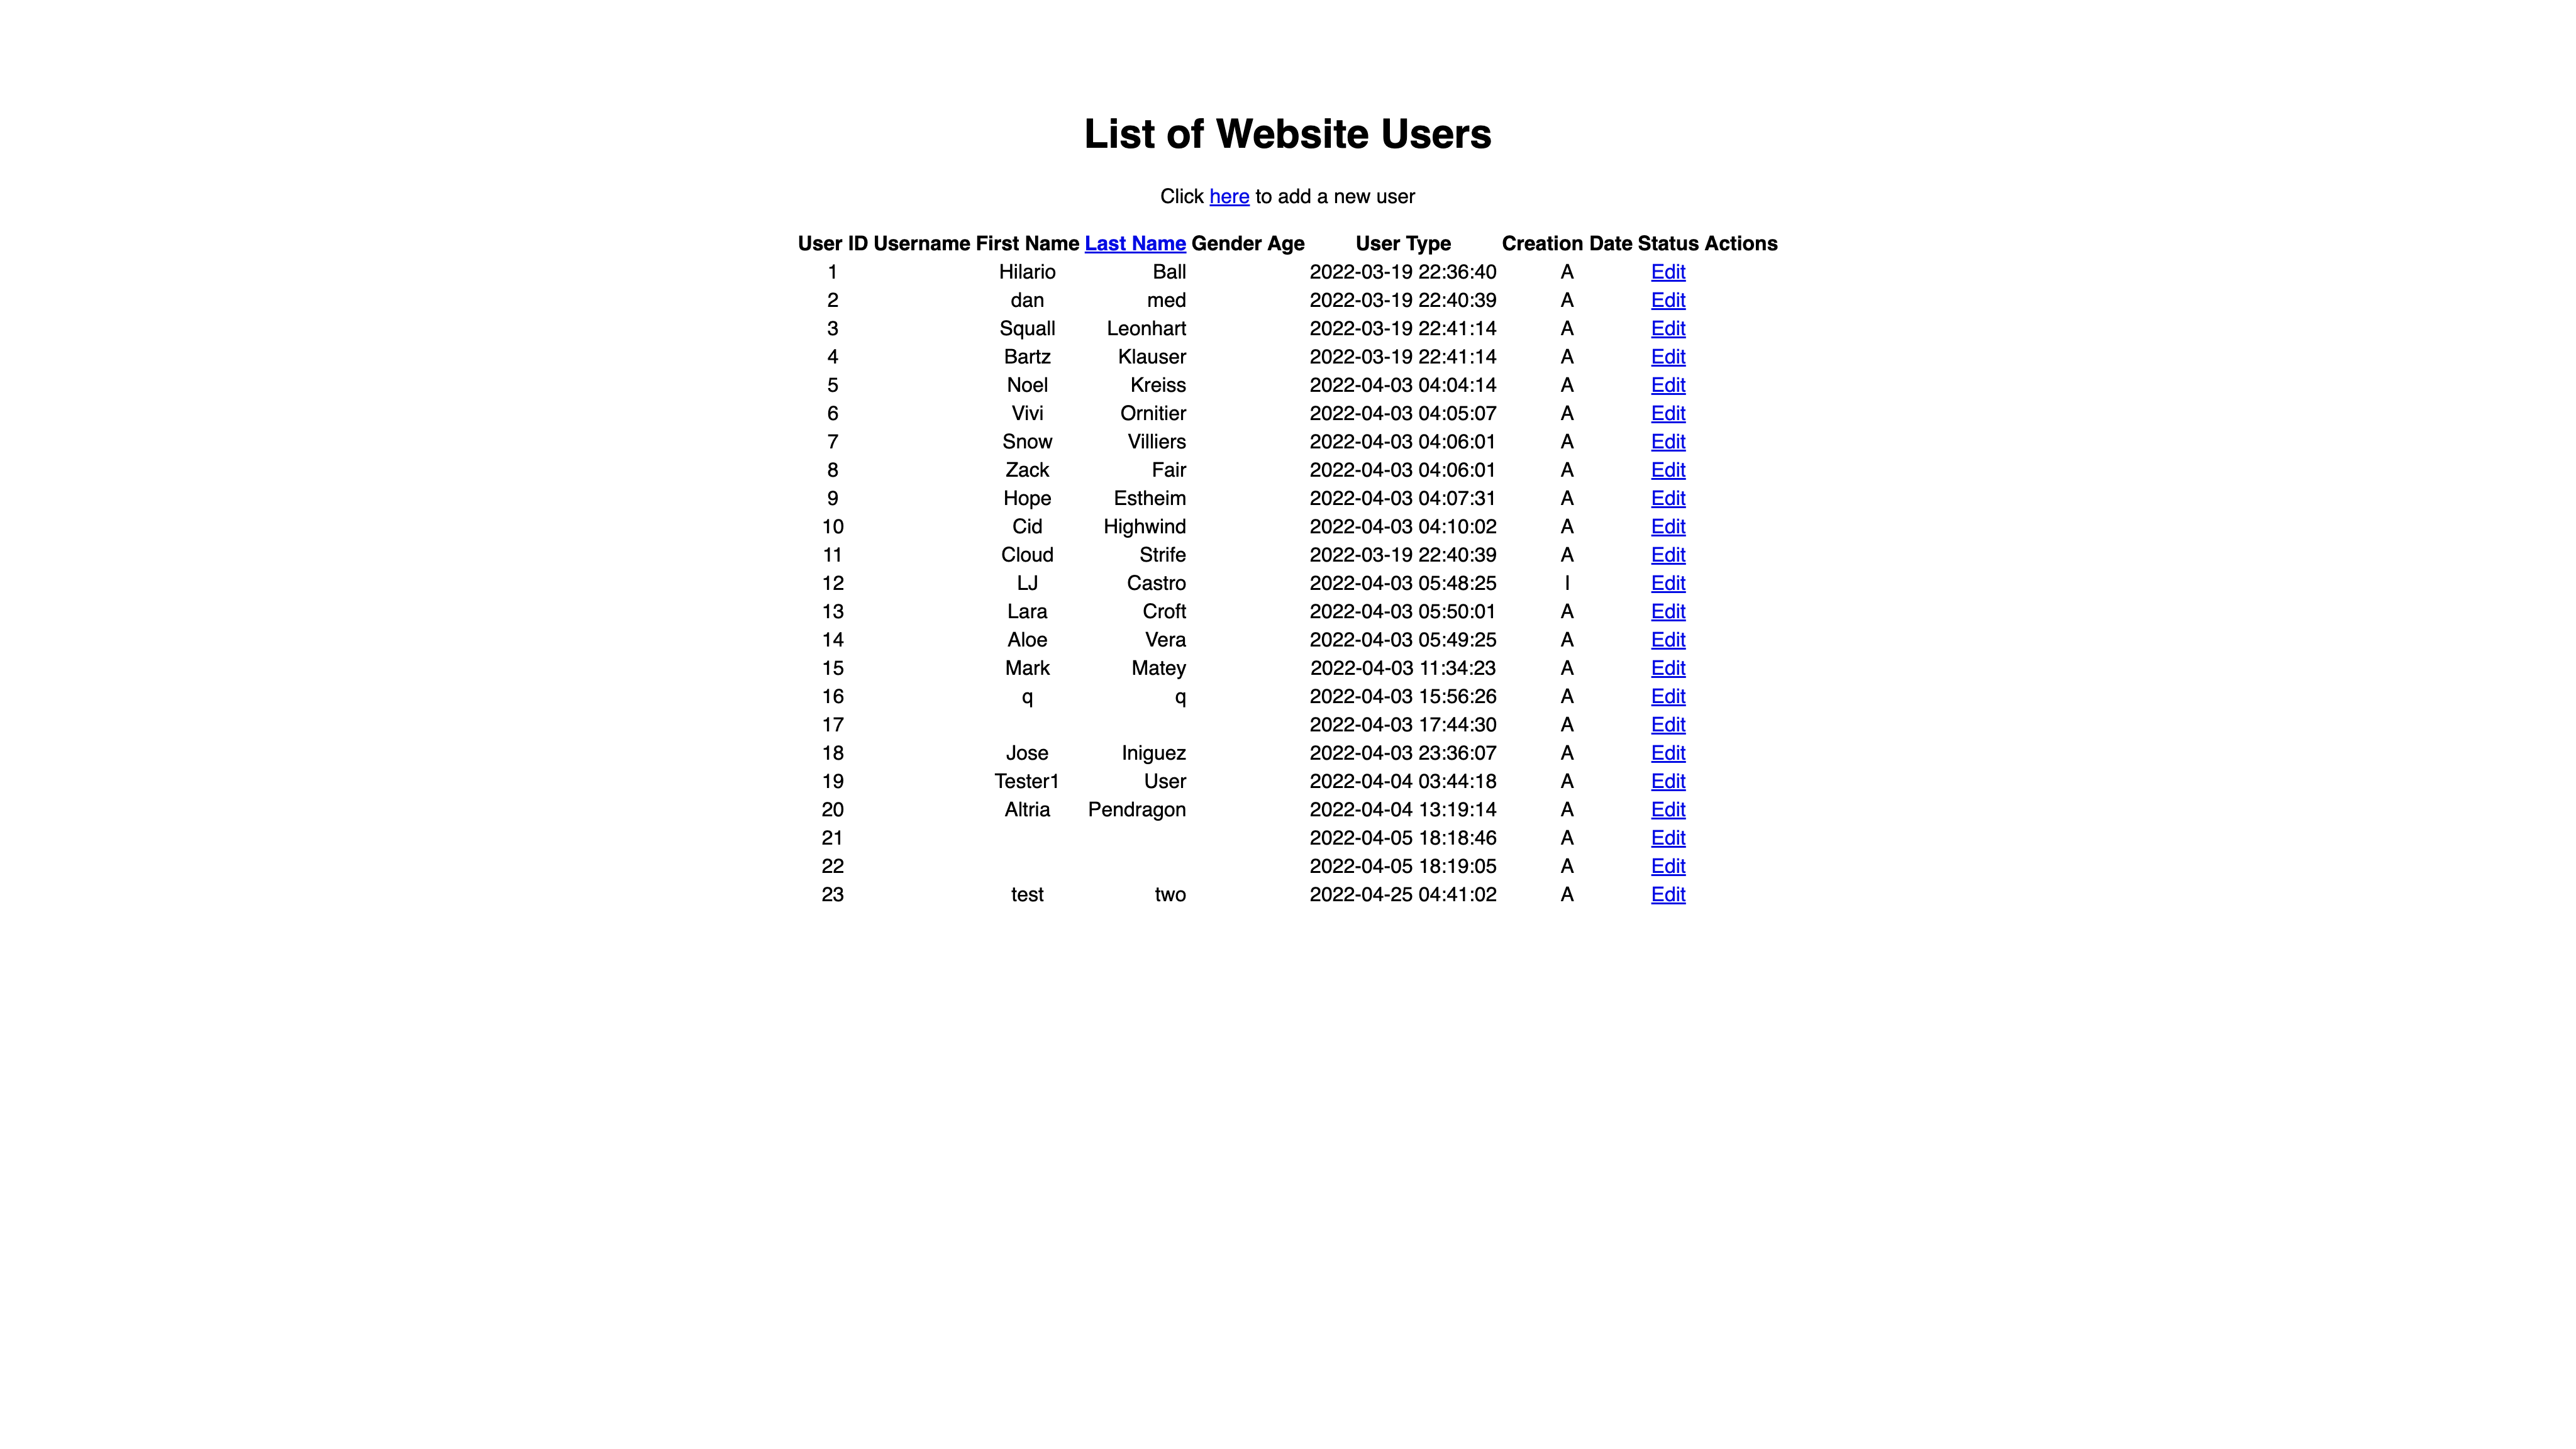 List of Website Users
Click here to add a new user
User ID Username First Name Last Name Gender Age User Type Creation Date Status Actions
1 Hilario Ball 2022-03-19 22:36:40 A Edit
2 dan med 2022-03-19 22:40:39 A Edit
3 Squall Leonhart 2022-03-19 22:41:14 A Edit
4 Bartz Klauser 2022-03-19 22:41:14 A Edit
5 Noel Kreiss 2022-04-03 04:04:14 A Edit
6 Vivi Ornitier 2022-04-03 04:05:07 A Edit
7 Snow Villiers 2022-04-03 04:06:01 A Edit
8 Zack Fair 2022-04-03 04:06:01 A Edit
9 Hope Estheim 2022-04-03 04:07:31 A Edit
10 Cid Highwind 2022-04-03 04:10:02 A Edit
11 Cloud Strife 2022-03-19 22:40:39 A Edit
12 LJ Castro 2022-04-03 05:48:25 I Edit
13 Lara Croft 2022-04-03 05:50:01 A Edit
14 Aloe Vera 2022-04-03 05:49:25 A Edit
15 Mark Matey 2022-04-03 11:34:23 A Edit
16 q q 2022-04-03 15:56:26 A Edit
17 2022-04-03 17:44:30 A Edit
18 Jose Iniguez 2022-04-03 23:36:07 A Edit
19 Tester1 User 2022-04-04 03:44:18 A Edit
20 Altria Pendragon 2022-04-04 13:19:14 A Edit
21 2022-04-05 18:18:46 A Edit
22 2022-04-05 18:19:05 A Edit
23 test two 2022-04-25 04:41:02 A Edit